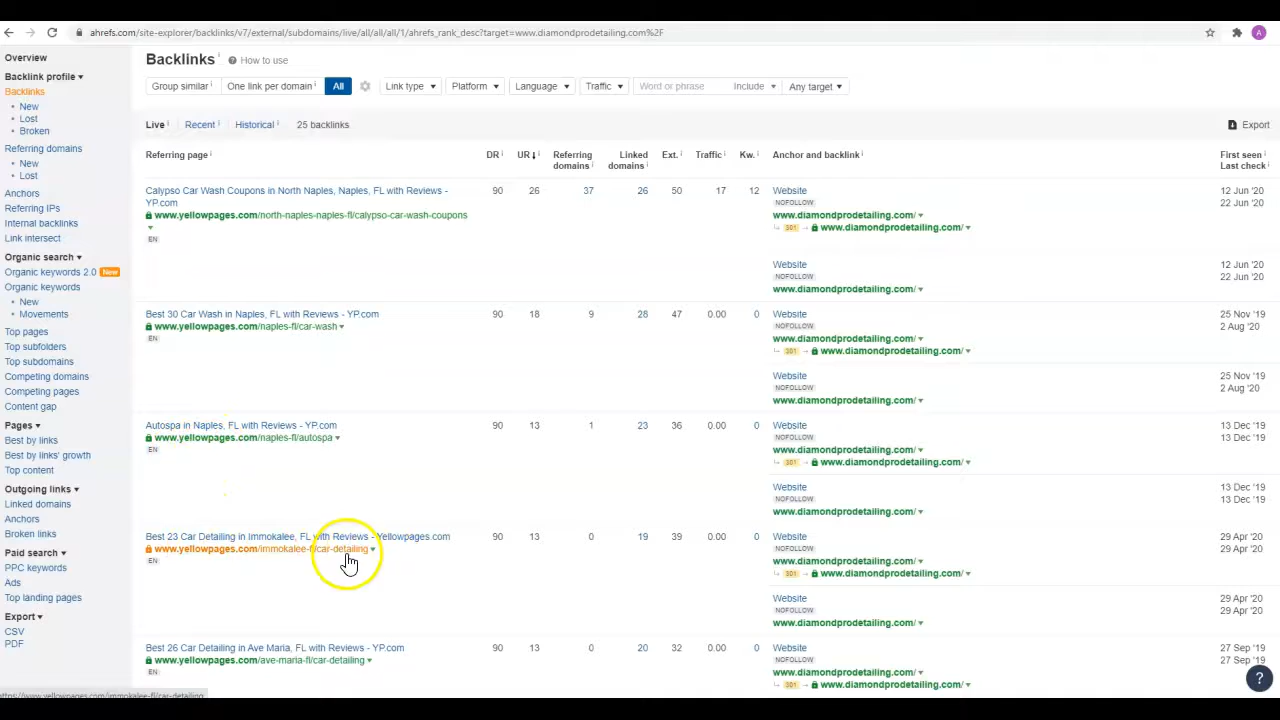 ahrefs.com/site-explorer/backlinks/v7/external/subdomains/live/all/all/all/1/ahrefs_rank_desc?target=www.diamondprodetailing.com%2F
A
Overview
Backlink profile
Backlinks
New
Lost
Broken
Referring domains
New
Lost
Anchors
Referring IPs
Internal backlinks
Link intersect
Organic search
Organic keywords 2.0 New
Organic keywords
New
Movements
Top pages
Top subfolders
Top subdomains
Competing domains
Competing pages
Content gap
Pages
Best by links
Best by links' growth
Top content
Outgoing links
Linked domains
Anchors
Broken links
Paid search
PPC keywords
Ads
Top landing pages
Export
CSV
PDF
Backlinks i ? How to use
Group similar i One link per domain i All Link type Platform Language Traffic Word or phrase Include Any target
Live i Recent i Historical i 25 backlinks Export
Referring page i DR i UR i Referring domains i Linked domains i Ext. i Traffic i Kw. i Anchor and backlink i First seen i
Last check i
Calypso Car Wash Coupons in North Naples, Naples, FL with Reviews - 90 26 37 26 50 17 12 Website 12 Jun '20
YP.com NOFOLLOW 22 Jun '20
www.yellowpages.com/north-naples-naples-fl/calypso-car-wash-coupons www.diamondprodetailing.com/
301 www.diamondprodetailing.com/
EN
Website 12 Jun '20
NOFOLLOW 22 Jun '20
www.diamondprodetailing.com/
Best 30 Car Wash in Naples, FL with Reviews - YP.com 90 18 9 28 47 0.00 0 Website 25 Nov '19
www.yellowpages.com/naples-fl/car-wash NOFOLLOW 2 Aug '20
EN www.diamondprodetailing.com/
301 www.diamondprodetailing.com/
Website 25 Nov '19
NOFOLLOW 2 Aug '20
www.diamondprodetailing.com/
Autospa in Naples, FL with Reviews - YP.com 90 13 1 23 36 0.00 0 Website 13 Dec '19
www.yellowpages.com/naples-fl/autospa NOFOLLOW 13 Dec '19
EN www.diamondprodetailing.com/
301 www.diamondprodetailing.com/
Website 13 Dec '19
NOFOLLOW 13 Dec '19
www.diamondprodetailing.com/
Best 23 Car Detailing in Immokalee, FL with Reviews - Yellowpages.com 90 13 0 19 39 0.00 0 Website 29 Apr '20
www.yellowpages.com/immokalee-fl/car-detailing NOFOLLOW 29 Apr '20
EN www.diamondprodetailing.com/
301 www.diamondprodetailing.com/
Website 29 Apr '20
NOFOLLOW 29 Apr '20
www.diamondprodetailing.com/
Best 26 Car Detailing in Ave Maria, FL with Reviews - YP.com 90 13 0 20 32 0.00 0 Website 27 Sep '19
www.yellowpages.com/ave-maria-fl/car-detailing NOFOLLOW 27 Sep '19
EN www.diamondprodetailing.com/
301 www.diamondprodetailing.com/
?
https://www.yellowpages.com/immokalee-fl/car-detailing